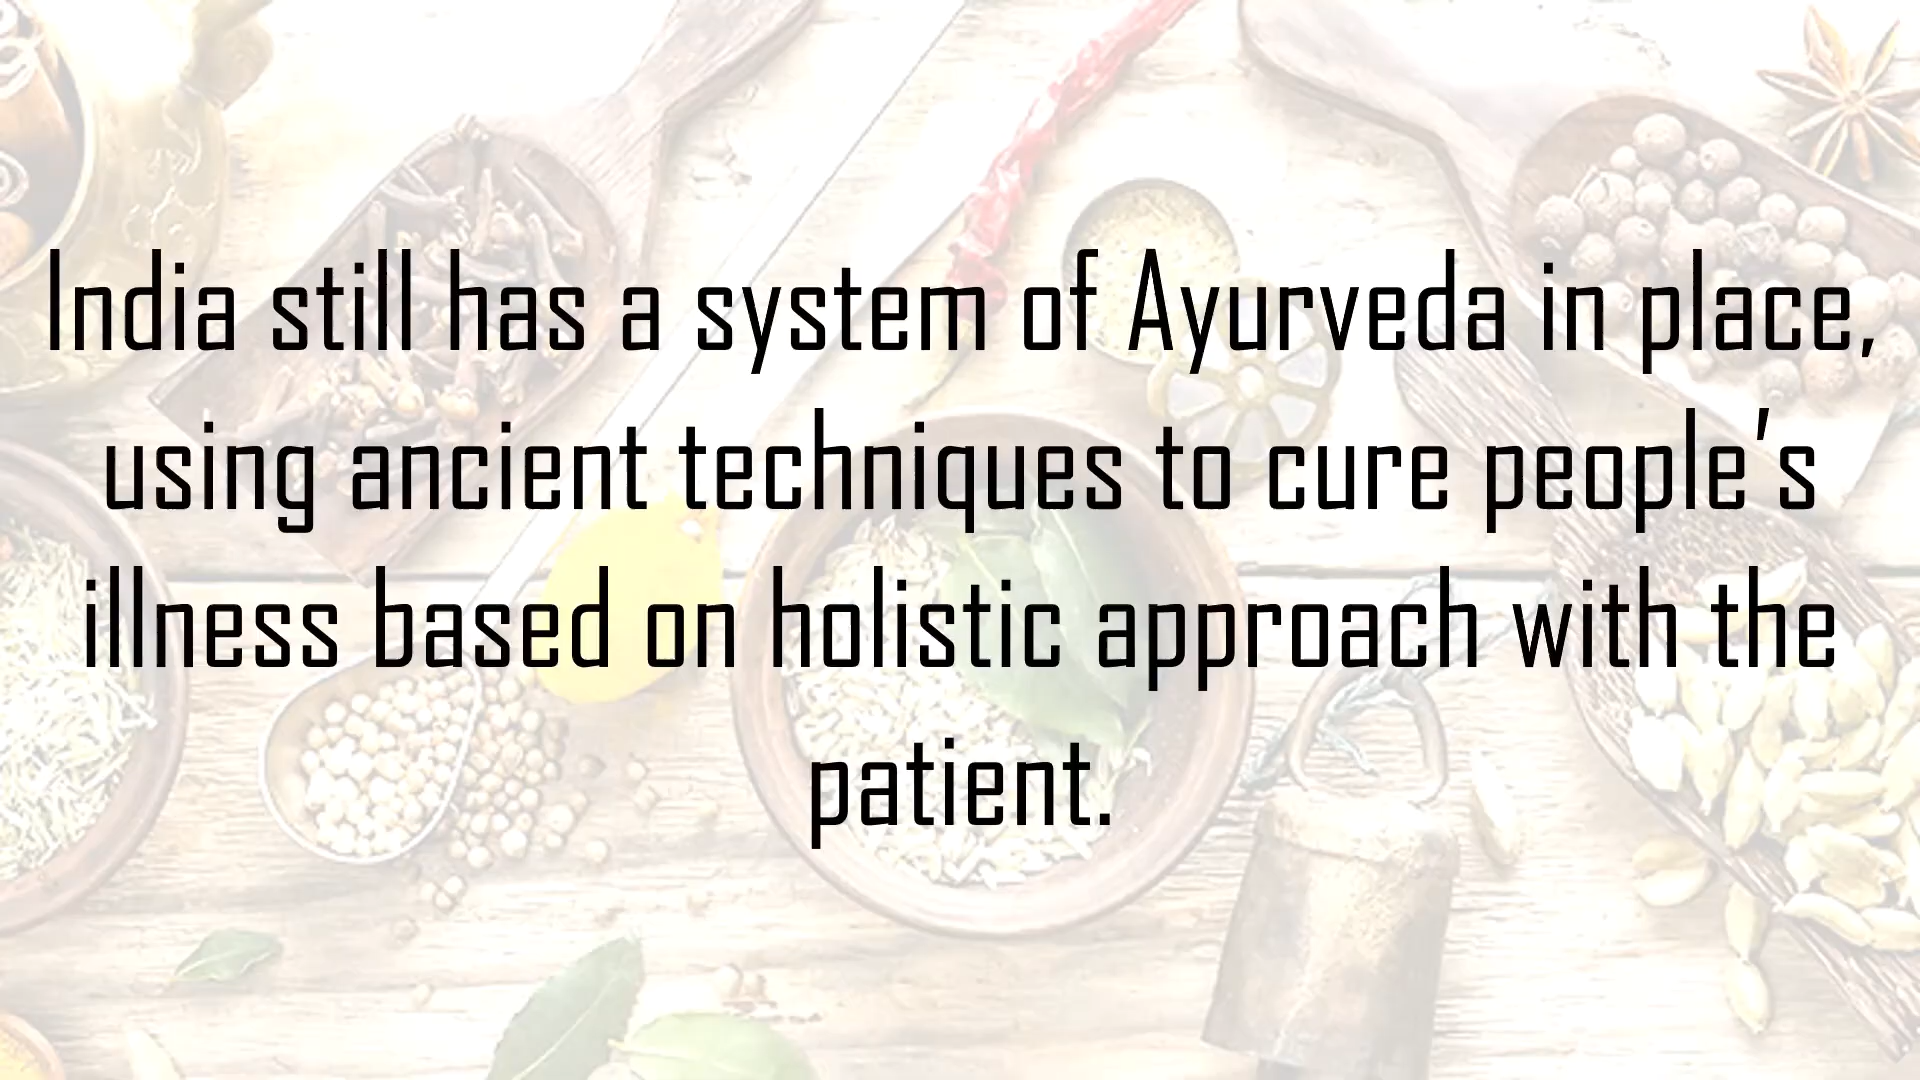 India still has a system of Ayurveda in place,
using ancient techniques to cure people’s
illness based on holistic approach with the
patient.